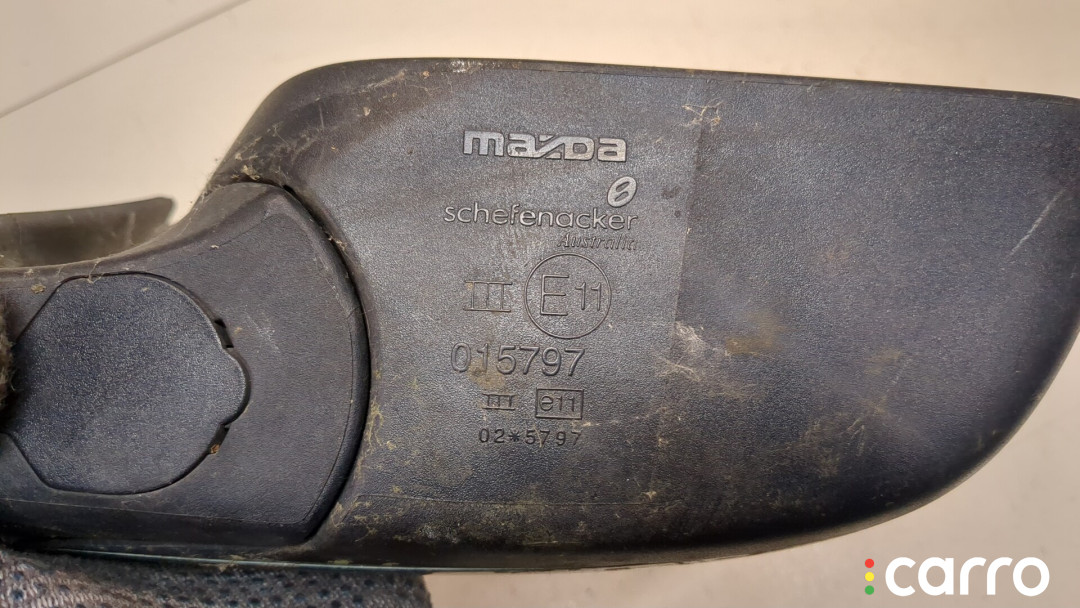 mazda
schefenacker
Australia
III E11
015797
III e11
02*5797
carro